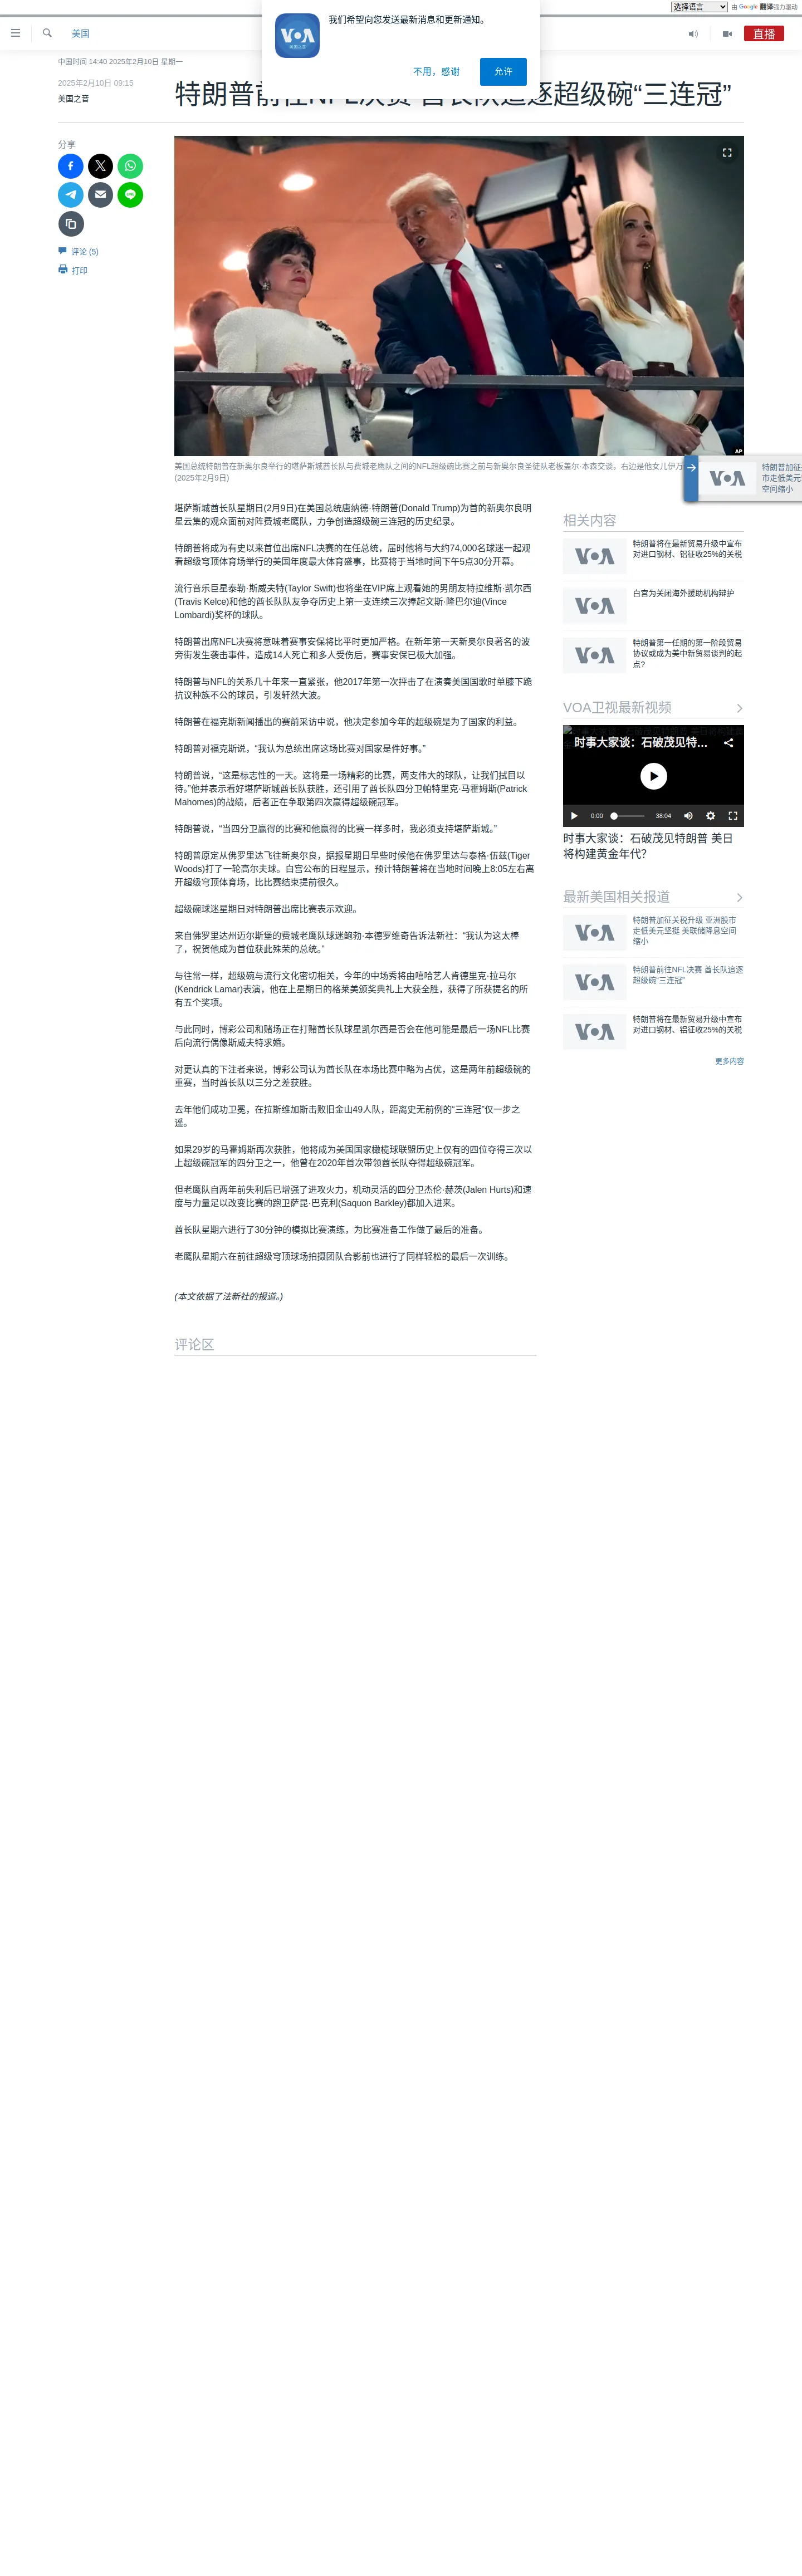 选择语言
由 Google 翻译强力驱动
我们希望向您发送最新消息和更新通知。
VOA
美国之音
不用，感谢
允许
美国
直播
中国时间 14:40 2025年2月10日 星期一
2025年2月10日 09:15
美国之音
特朗普前往NFL决赛 酋长队追逐超级碗“三连冠”
分享
LINE
评论 (5)
打印
AP
美国总统特朗普在新奥尔良举行的堪萨斯城酋长队与费城老鹰队之间的NFL超级碗比赛之前与新奥尔良圣徒队老板盖尔·本森交谈，右边是他女儿伊万
(2025年2月9日)
VOA
特朗普加征
市走低美元
空间缩小
堪萨斯城酋长队星期日(2月9日)在美国总统唐纳德·特朗普(Donald Trump)为首的新奥尔良明
星云集的观众面前对阵费城老鹰队，力争创造超级碗三连冠的历史纪录。
特朗普将成为有史以来首位出席NFL决赛的在任总统，届时他将与大约74,000名球迷一起观
看超级穹顶体育场举行的美国年度最大体育盛事，比赛将于当地时间下午5点30分开幕。
流行音乐巨星泰勒·斯威夫特(Taylor Swift)也将坐在VIP席上观看她的男朋友特拉维斯·凯尔西
(Travis Kelce)和他的酋长队队友争夺历史上第一支连续三次捧起文斯·隆巴尔迪(Vince
Lombardi)奖杯的球队。
特朗普出席NFL决赛将意味着赛事安保将比平时更加严格。在新年第一天新奥尔良著名的波
旁街发生袭击事件，造成14人死亡和多人受伤后，赛事安保已极大加强。
特朗普与NFL的关系几十年来一直紧张，他2017年第一次抨击了在演奏美国国歌时单膝下跪
抗议种族不公的球员，引发轩然大波。
特朗普在福克斯新闻播出的赛前采访中说，他决定参加今年的超级碗是为了国家的利益。
特朗普对福克斯说，“我认为总统出席这场比赛对国家是件好事。”
特朗普说，“这是标志性的一天。这将是一场精彩的比赛，两支伟大的球队，让我们拭目以
待。”他并表示看好堪萨斯城酋长队获胜，还引用了酋长队四分卫帕特里克·马霍姆斯(Patrick
Mahomes)的战绩，后者正在争取第四次赢得超级碗冠军。
特朗普说，“当四分卫赢得的比赛和他赢得的比赛一样多时，我必须支持堪萨斯城。”
特朗普原定从佛罗里达飞往新奥尔良，据报星期日早些时候他在佛罗里达与泰格·伍兹(Tiger
Woods)打了一轮高尔夫球。白宫公布的日程显示，预计特朗普将在当地时间晚上8:05左右离
开超级穹顶体育场，比比赛结束提前很久。
超级碗球迷星期日对特朗普出席比赛表示欢迎。
来自佛罗里达州迈尔斯堡的费城老鹰队球迷鲍勃·本德罗维奇告诉法新社：“我认为这太棒
了，祝贺他成为首位获此殊荣的总统。”
与往常一样，超级碗与流行文化密切相关，今年的中场秀将由嘻哈艺人肯德里克·拉马尔
(Kendrick Lamar)表演，他在上星期日的格莱美颁奖典礼上大获全胜，获得了所获提名的所
有五个奖项。
与此同时，博彩公司和赌场正在打赌酋长队球星凯尔西是否会在他可能是最后一场NFL比赛
后向流行偶像斯威夫特求婚。
对更认真的下注者来说，博彩公司认为酋长队在本场比赛中略为占优，这是两年前超级碗的
重赛，当时酋长队以三分之差获胜。
去年他们成功卫冕，在拉斯维加斯击败旧金山49人队，距离史无前例的“三连冠”仅一步之
遥。
如果29岁的马霍姆斯再次获胜，他将成为美国国家橄榄球联盟历史上仅有的四位夺得三次以
上超级碗冠军的四分卫之一，他曾在2020年首次带领酋长队夺得超级碗冠军。
但老鹰队自两年前失利后已增强了进攻火力，机动灵活的四分卫杰伦·赫茨(Jalen Hurts)和速
度与力量足以改变比赛的跑卫萨昆·巴克利(Saquon Barkley)都加入进来。
酋长队星期六进行了30分钟的模拟比赛演练，为比赛准备工作做了最后的准备。
老鹰队星期六在前往超级穹顶球场拍摄团队合影前也进行了同样轻松的最后一次训练。
(本文依据了法新社的报道。)
评论区
相关内容
VOA
特朗普将在最新贸易升级中宣布
对进口钢材、铝征收25%的关税
VOA
白宫为关闭海外援助机构辩护
VOA
特朗普第一任期的第一阶段贸易
协议或成为美中新贸易谈判的起
点?
VOA卫视最新视频
时事大家谈：石破茂见特…
0:00
38:04
时事大家谈：石破茂见特朗普 美日
将构建黄金年代？
最新美国相关报道
VOA
特朗普加征关税升级 亚洲股市
走低美元坚挺 美联储降息空间
缩小
VOA
特朗普前往NFL决赛 酋长队追逐
超级碗“三连冠”
VOA
特朗普将在最新贸易升级中宣布
对进口钢材、铝征收25%的关税
更多内容